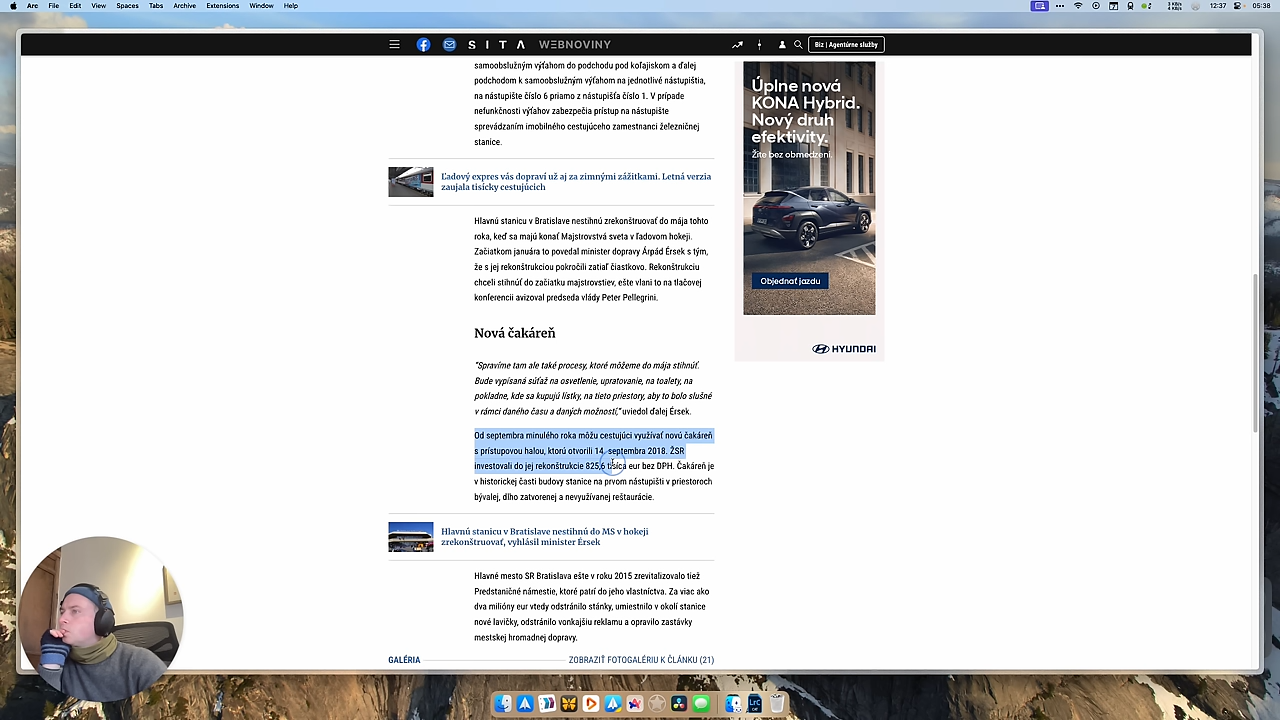 Arc File Edit View Spaces Tabs Archive Extensions Window Help 12:37 05:38
SITA WEBNOVINY Biz | Agentúrne služby
samoobslužným výťahom do podchodu pod koľajiskom a ďalej
podchodom k samoobslužným výťahom na jednotlivé nástupištia,
na nástupište číslo 6 priamo z nástupišťa číslo 1. V prípade
nefunkčnosti výťahov zabezpečia prístup na nástupište
sprevádzaním imobilného cestujúceho zamestnanci železničnej
stanice.
Ľadový expres vás dopraví už aj za zimnými zážitkami. Letná verzia
zaujala tisícky cestujúcich
Hlavnú stanicu v Bratislave nestihnú zrekonštruovať do mája tohto
roka, keď sa majú konať Majstrovstvá sveta v ľadovom hokeji.
Začiatkom januára to povedal minister dopravy Árpád Érsek s tým,
že s jej rekonštrukciou pokročili zatiaľ čiastkovo. Rekonštrukciu
chceli stihnúť do začiatku majstrovstiev, ešte vlani to na tlačovej
konferencii avizoval predseda vlády Peter Pellegrini.
Nová čakáreň
"Spravíme tam ale také procesy, ktoré môžeme do mája stihnúť.
Bude vypísaná súťaž na osvetlenie, upratovanie, na toalety, na
pokladne, kde sa kupujú lístky, na tieto priestory, aby to bolo slušné
v rámci daného času a daných možností," uviedol ďalej Érsek.
Od septembra minulého roka môžu cestujúci využívať novú čakáreň
s prístupovou halou, ktorú otvorili 14. septembra 2018. ŽSR
investovali do jej rekonštrukcie 825,6 tisíca eur bez DPH. Čakáreň je
v historickej časti budovy stanice na prvom nástupišti v priestoroch
bývalej, dlho zatvorenej a nevyužívanej reštaurácie.
Hlavnú stanicu v Bratislave nestihnú do MS v hokeji
zrekonštruovať, vyhlásil minister Érsek
Hlavné mesto SR Bratislava ešte v roku 2015 zrevitalizovalo tiež
Predstaničné námestie, ktoré patrí do jeho vlastníctva. Za viac ako
dva milióny eur vtedy odstránilo stánky, umiestnilo v okolí stanice
nové lavičky, odstránilo vonkajšiu reklamu a opravilo zastávky
mestskej hromadnej dopravy.
GALÉRIA ZOBRAZIŤ FOTOGALÉRIU K ČLÁNKU (21)
Úplne nová
KONA Hybrid.
Nový druh
efektivity.
Žite bez obmedzení.
Objednať jazdu
HYUNDAI
LrC